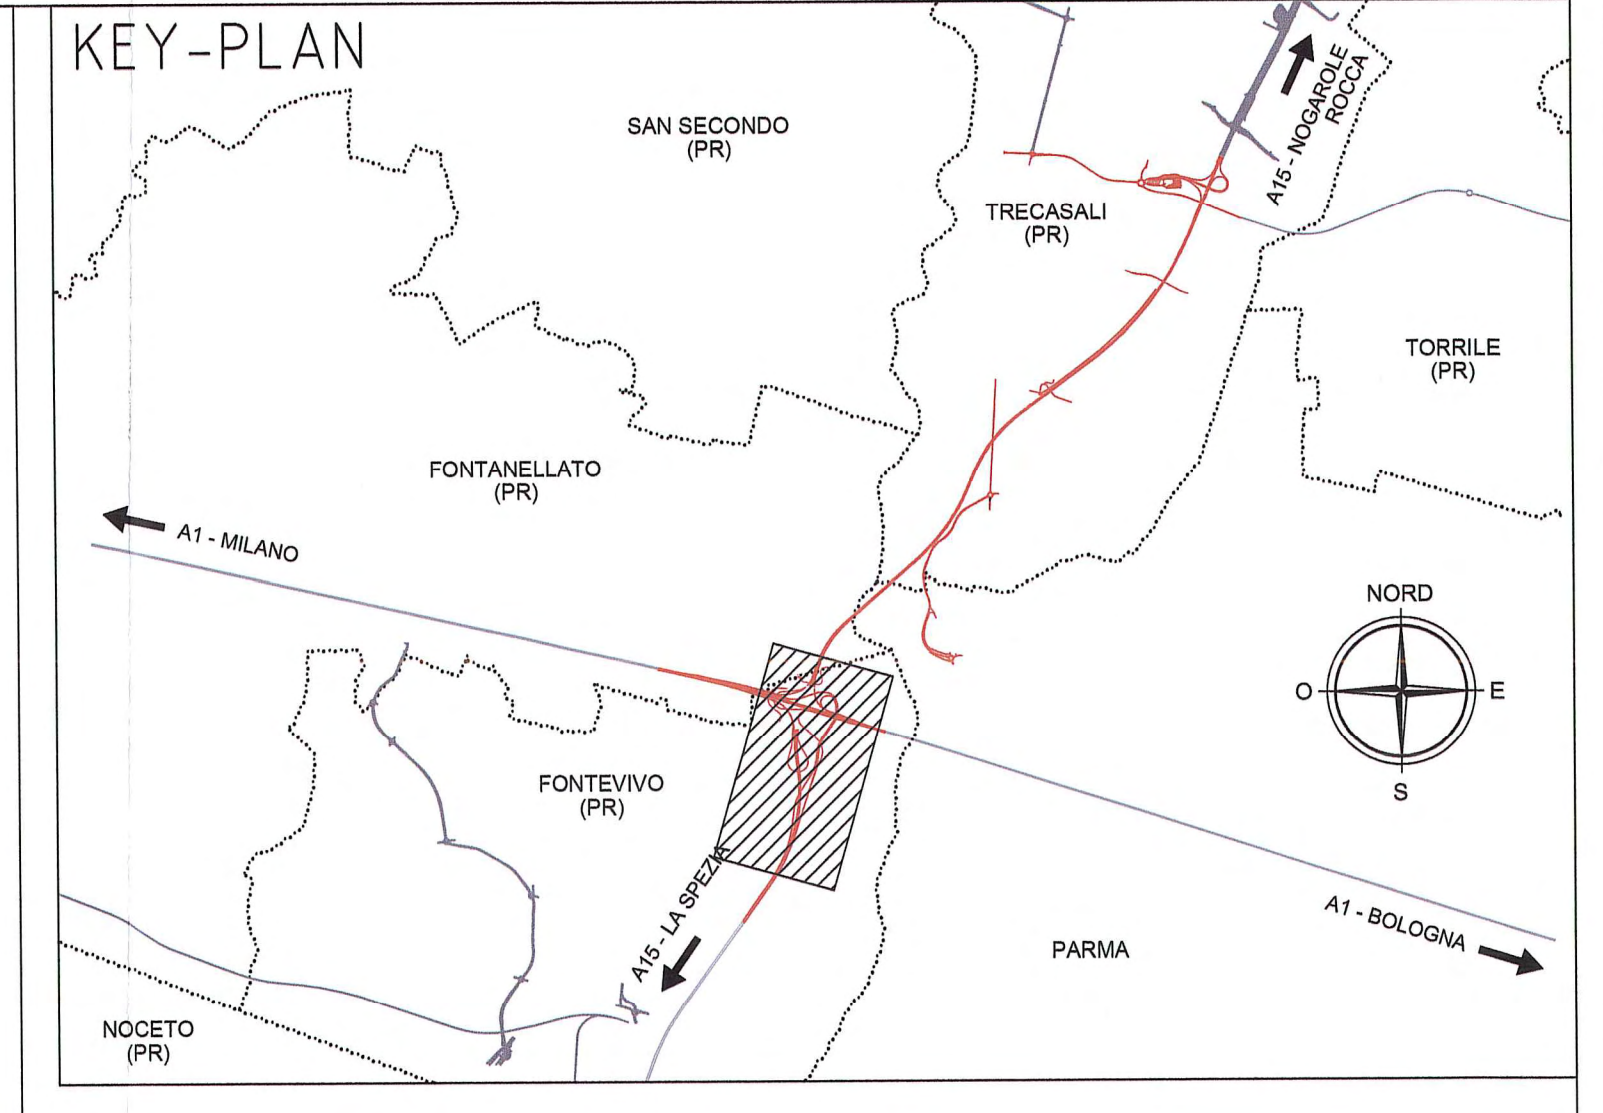 KEY-PLAN
SAN SECONDO
(PR)
A15 - NOGAROLE
ROCCA
TRECASALI
(PR)
TORRILE
(PR)
FONTANELLATO
(PR)
A1 - MILANO
NORD
O
E
S
FONTEVIVO
(PR)
A15 - LA SPEZIA
A1 - BOLOGNA
PARMA
NOCETO
(PR)